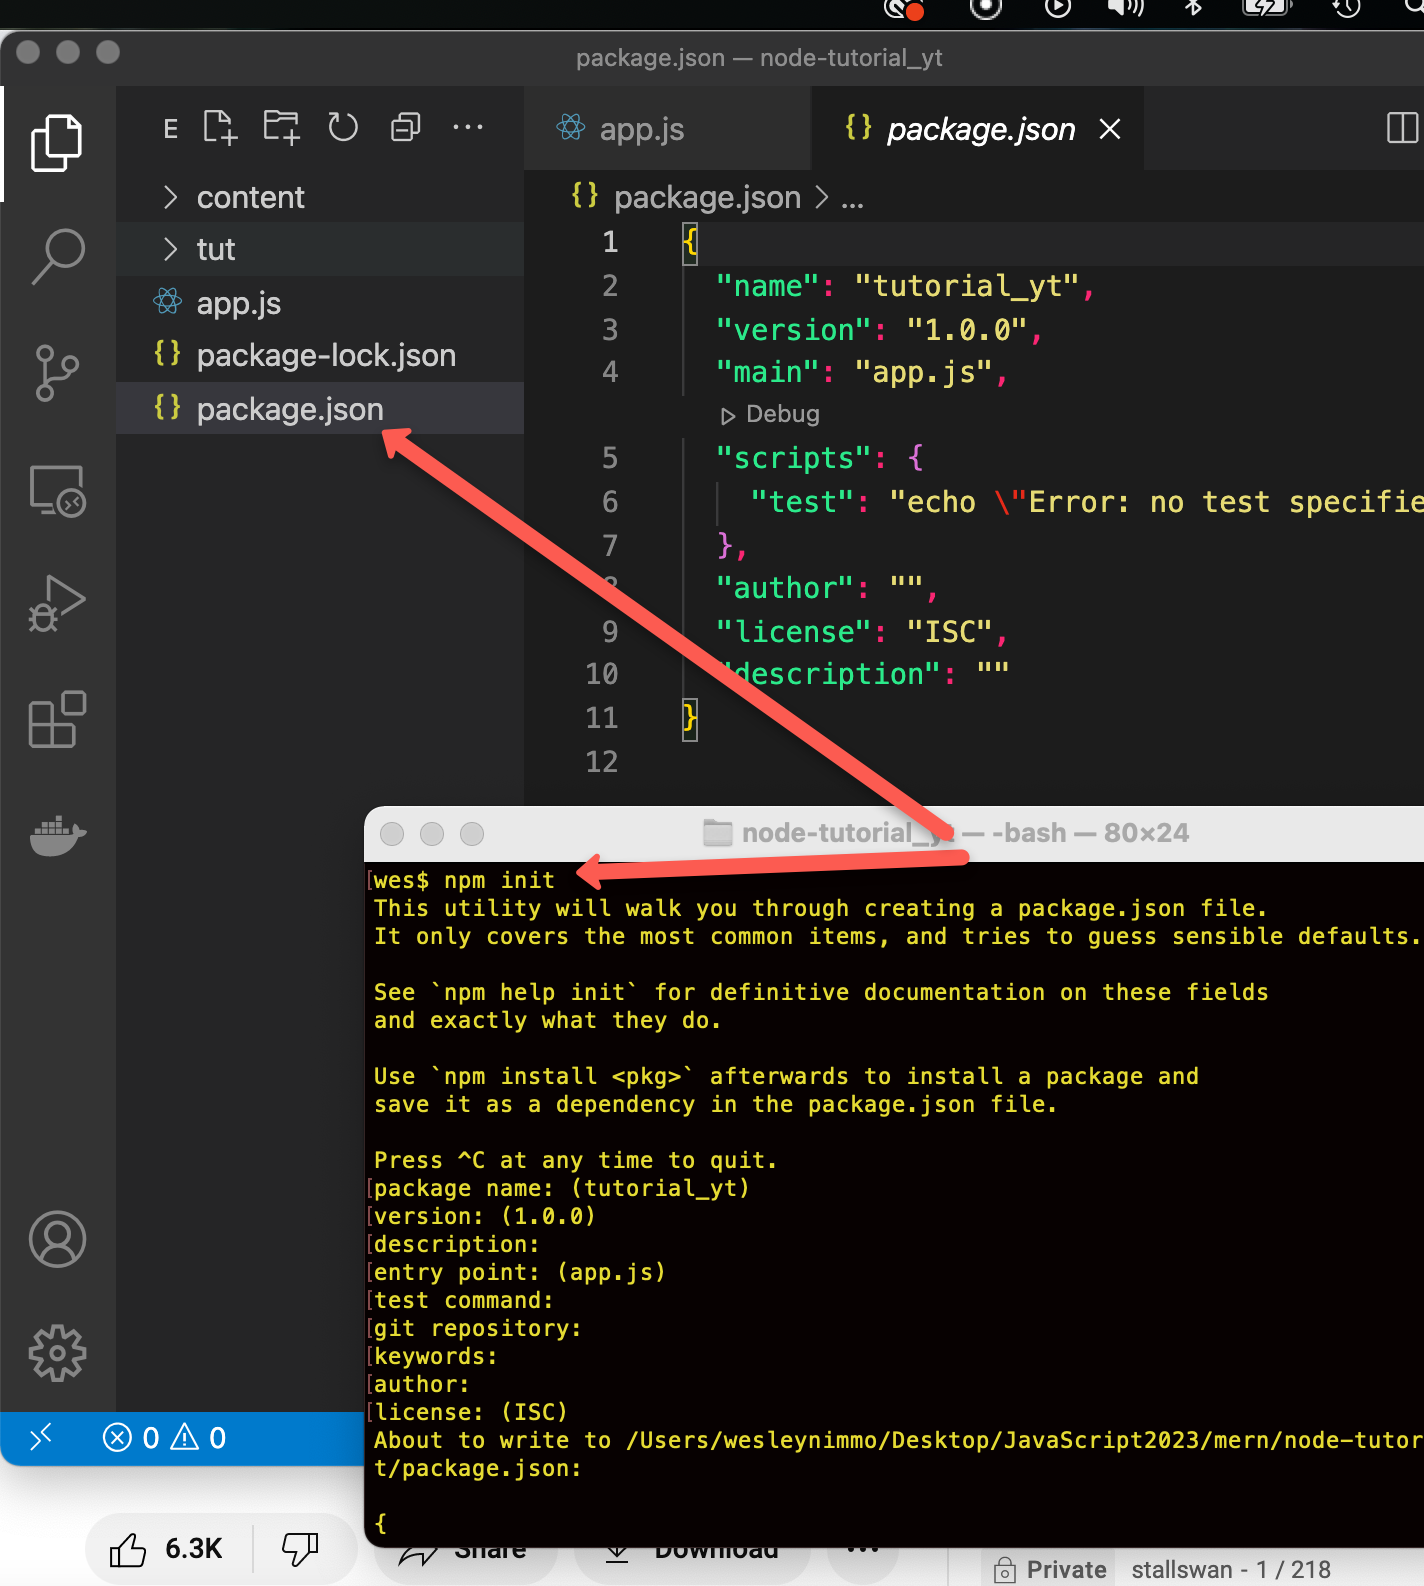 package.json — node-tutorial_yt
E
app.js
package.json
content
tut
app.js
package-lock.json
package.json
package.json > ...
1 {
2 "name": "tutorial_yt",
3 "version": "1.0.0",
4 "main": "app.js",
Debug
5 "scripts": {
6 "test": "echo \"Error: no test specifie
7 },
"author": "",
9 "license": "ISC",
10 description": ""
11 }
12
node-tutorial_yt — -bash — 80×24
wes$ npm init
This utility will walk you through creating a package.json file.
It only covers the most common items, and tries to guess sensible defaults.
See `npm help init` for definitive documentation on these fields
and exactly what they do.
Use `npm install <pkg>` afterwards to install a package and
save it as a dependency in the package.json file.
Press ^C at any time to quit.
package name: (tutorial_yt)
version: (1.0.0)
description:
entry point: (app.js)
test command:
git repository:
keywords:
author:
license: (ISC)
About to write to /Users/wesleynimmo/Desktop/JavaScript2023/mern/node-tutor
t/package.json:
{
0 0
6.3K
Share
Download
Private stallswan - 1 / 218